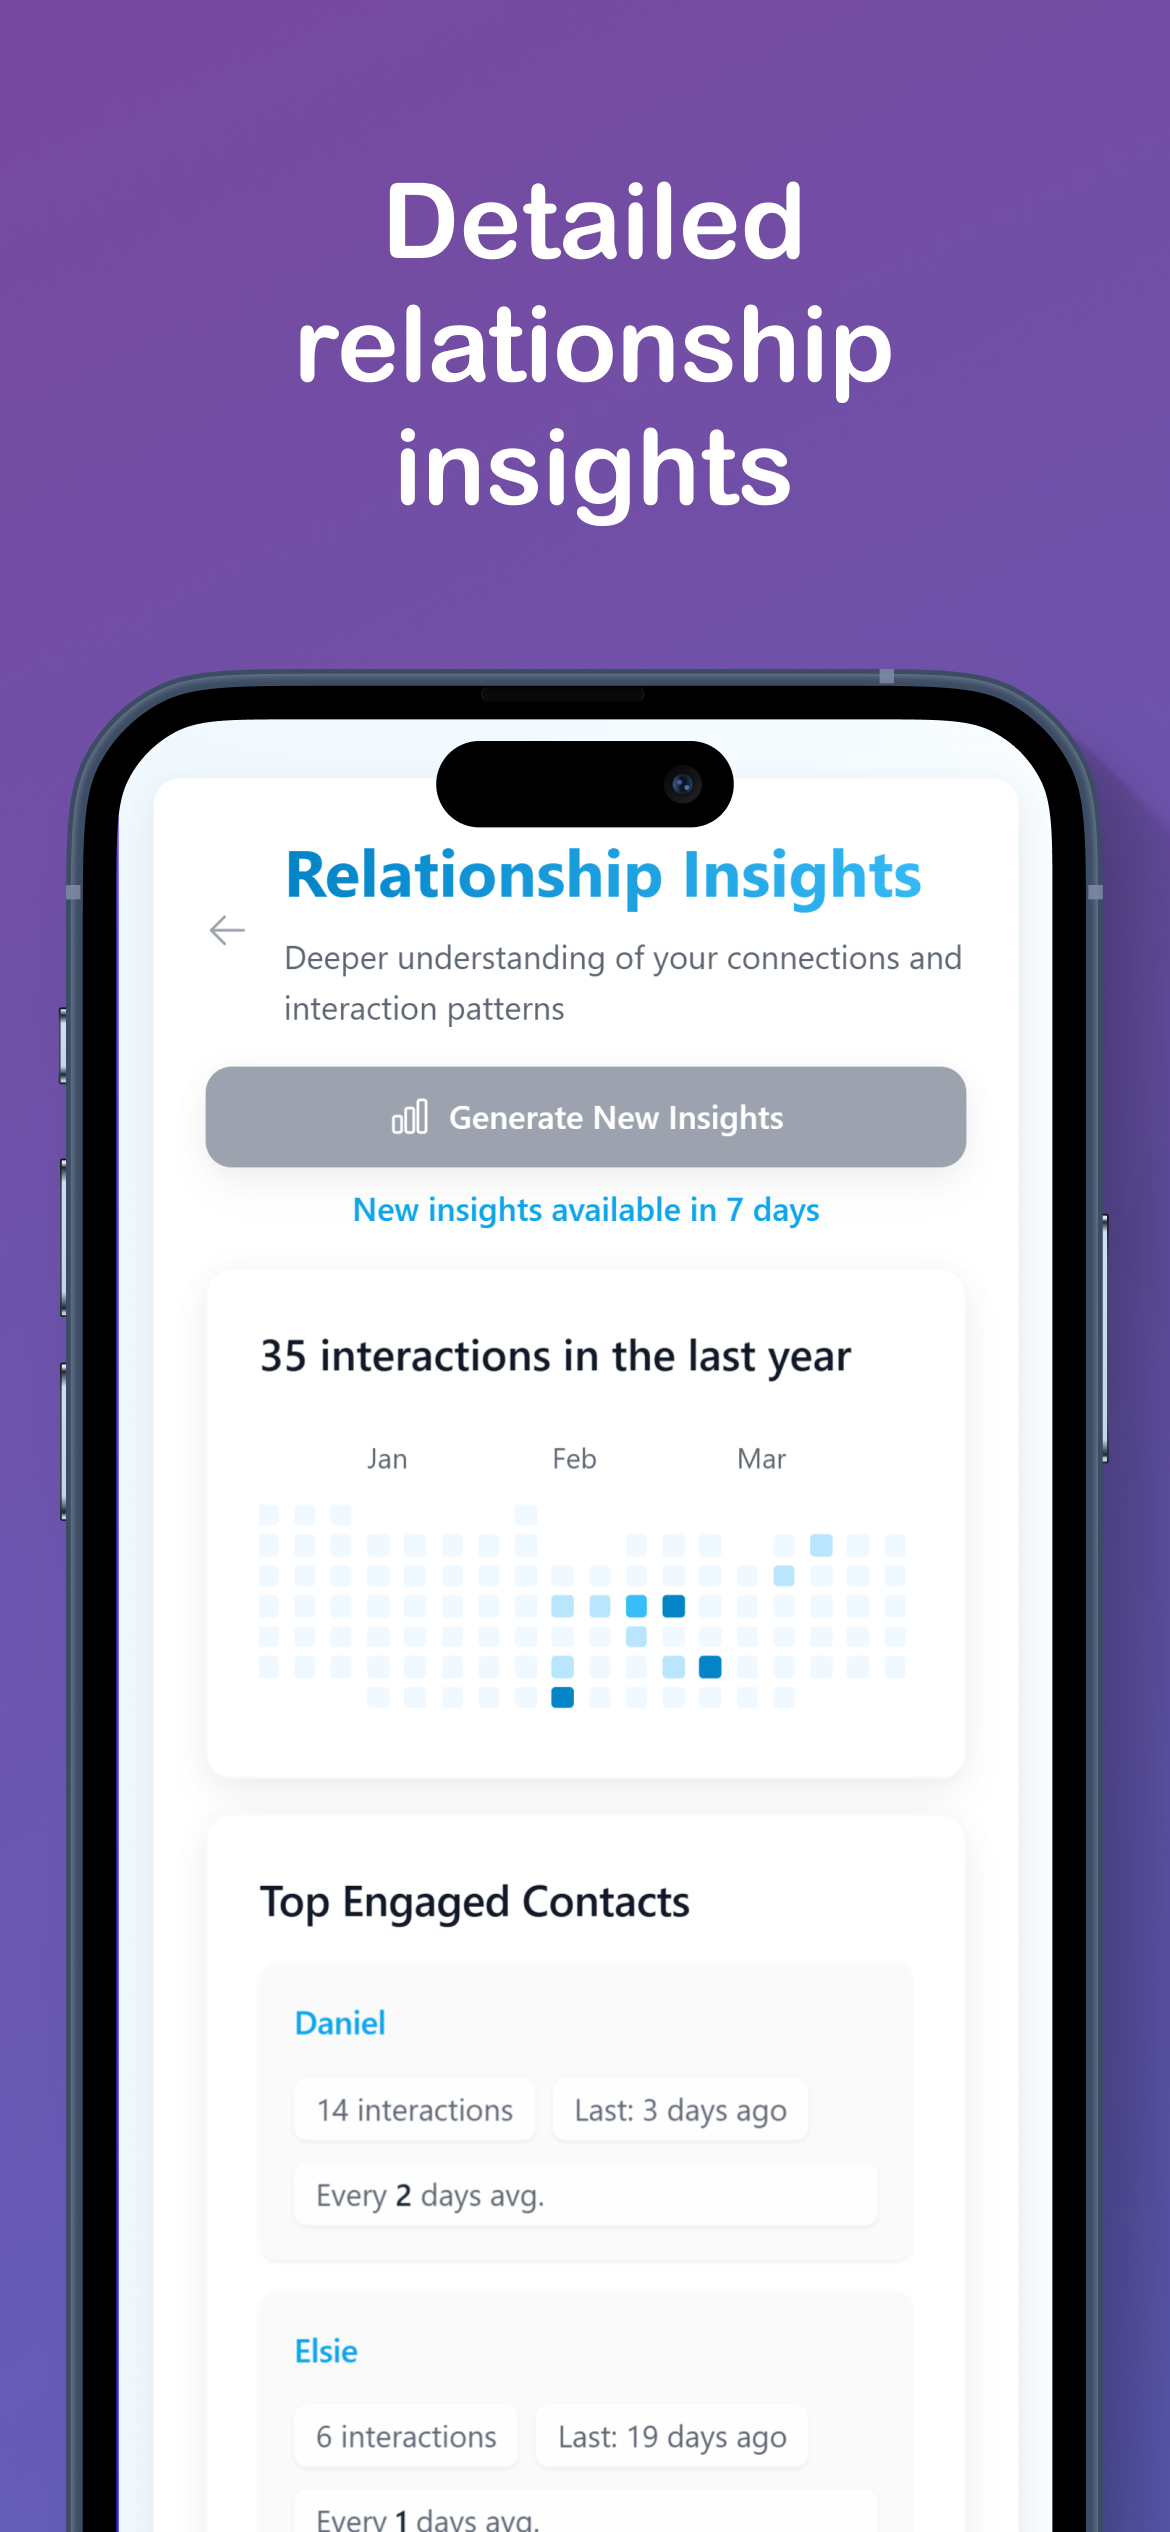 Detailed
relationship
insights
Relationship Insights
Deeper understanding of your connections and
interaction patterns
Generate New Insights
New insights available in 7 days
35 interactions in the last year
Jan Feb Mar
Top Engaged Contacts
Daniel
14 interactions Last: 3 days ago
Every 2 days avg.
Elsie
6 interactions Last: 19 days ago
Every 1 days avg.